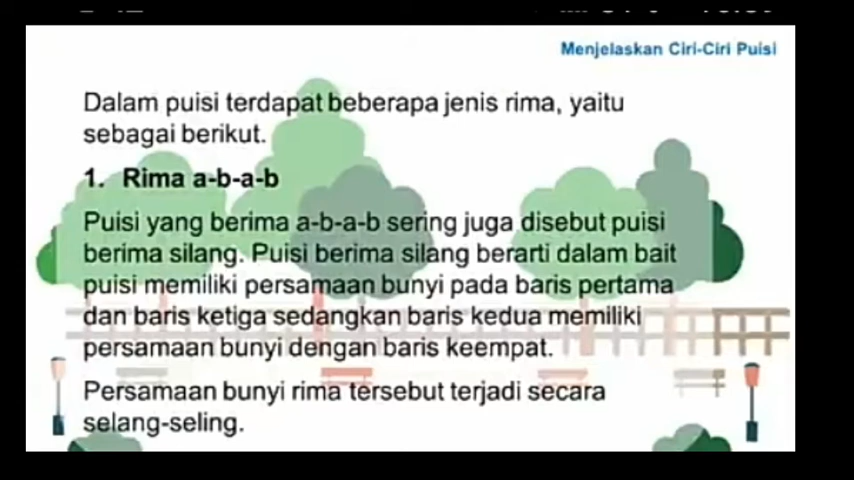 Menjelaskan Ciri-Ciri Puisi
Dalam puisi terdapat beberapa jenis rima, yaitu
sebagai berikut.
1. Rima a-b-a-b
Puisi yang berima a-b-a-b sering juga disebut puisi
berima silang. Puisi berima silang berarti dalam bait
puisi memiliki persamaan bunyi pada baris pertama
dan baris ketiga sedangkan baris kedua memiliki
persamaan bunyi dengan baris keempat.
Persamaan bunyi rima tersebut terjadi secara
selang-seling.